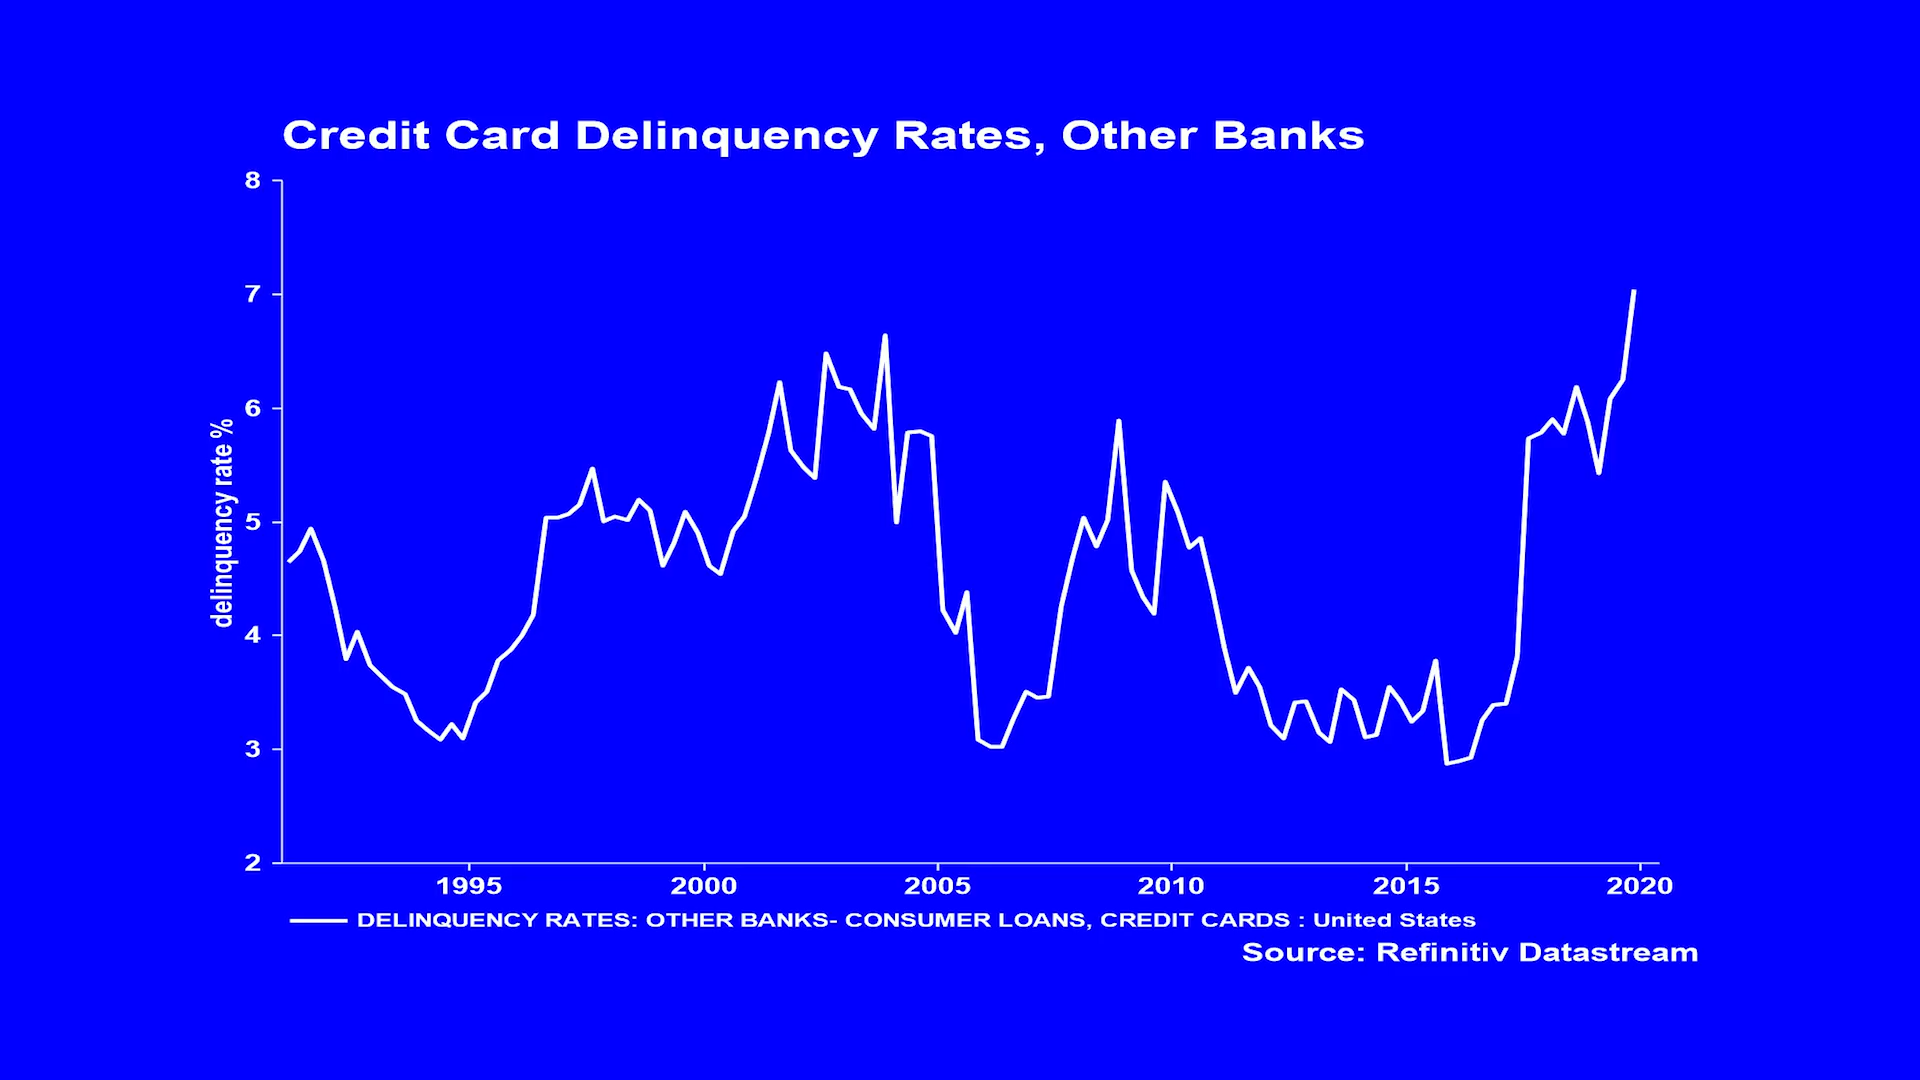 Credit Card Delinquency Rates, Other Banks
8
7
6
5
4
3
2
delinquency rate %
1995 2000 2005 2010 2015 2020
DELINQUENCY RATES: OTHER BANKS- CONSUMER LOANS, CREDIT CARDS : United States
Source: Refinitiv Datastream